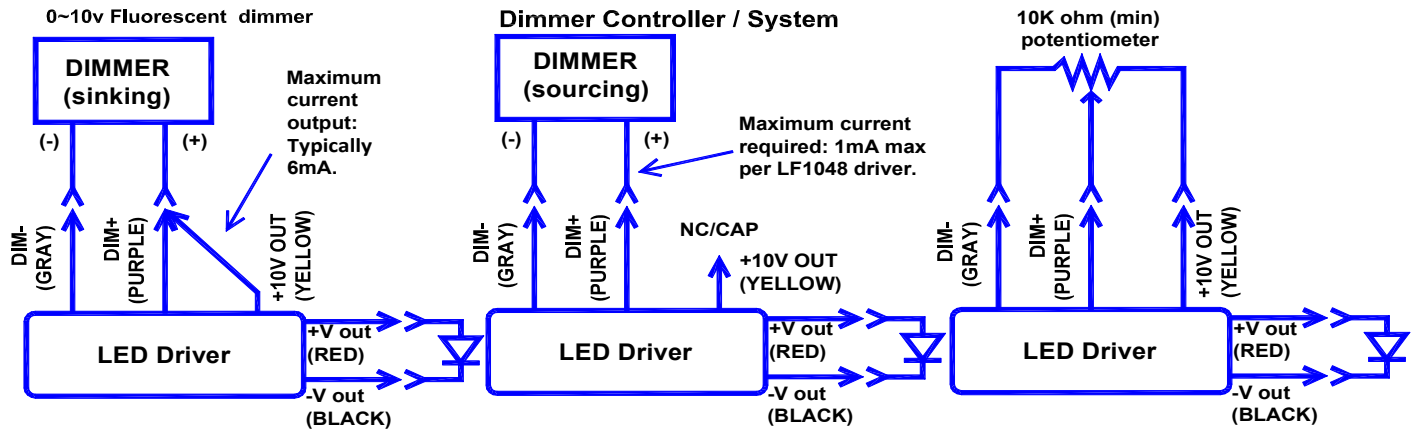 0~10v Fluorescent dimmer
DIMMER
(sinking)
(-)
(+)
Maximum
current
output:
Typically
6mA.
DIM-
(GRAY)
DIM+
(PURPLE)
+10V OUT
(YELLOW)
LED Driver
+V out
(RED)
-V out
(BLACK)
Dimmer Controller / System
DIMMER
(sourcing)
(-)
(+)
Maximum current
required: 1mA max
per LF1048 driver.
DIM-
(GRAY)
DIM+
(PURPLE)
NC/CAP
+10V OUT
(YELLOW)
LED Driver
+V out
(RED)
-V out
(BLACK)
10K ohm (min)
potentiometer
DIM-
(GRAY)
DIM+
(PURPLE)
+10V OUT
(YELLOW)
LED Driver
+V out
(RED)
-V out
(BLACK)